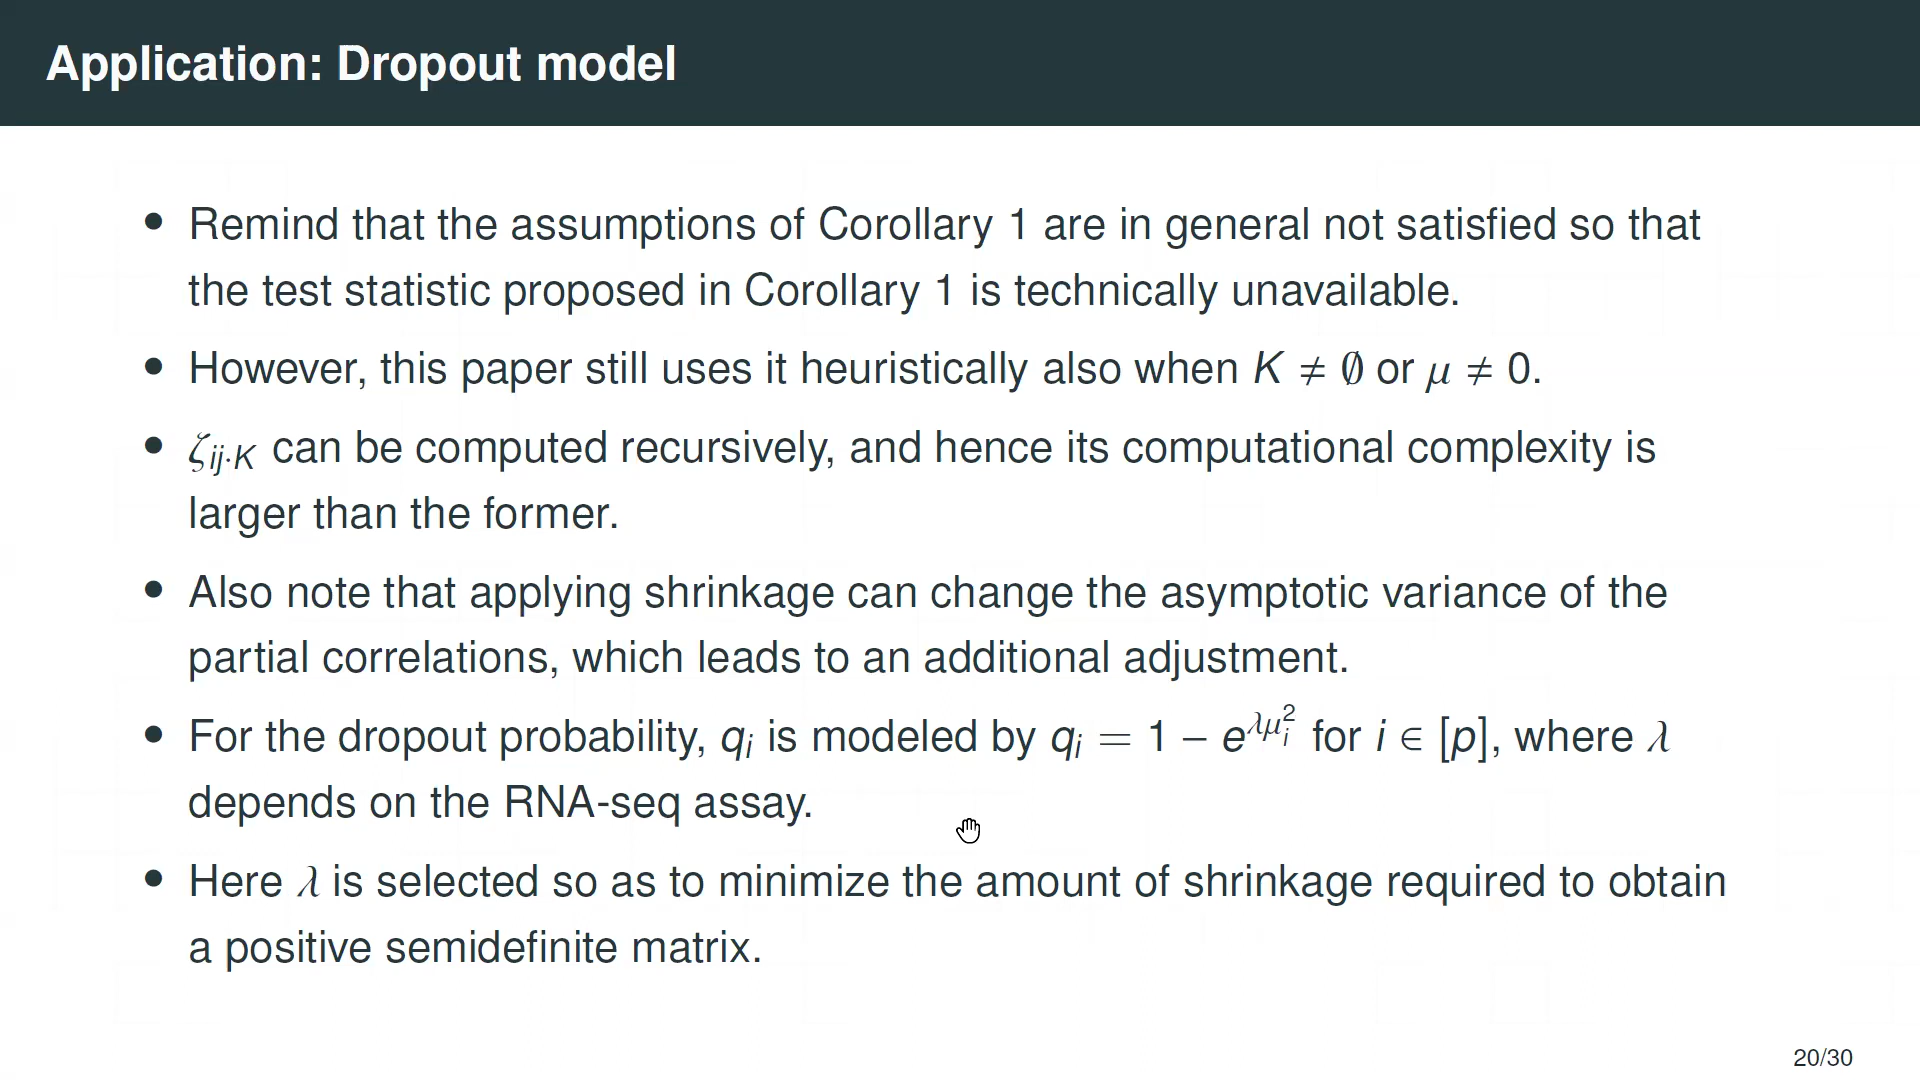 Application: Dropout model
• Remind that the assumptions of Corollary 1 are in general not satisfied so that
the test statistic proposed in Corollary 1 is technically unavailable.
• However, this paper still uses it heuristically also when K ≠ ∅ or μ ≠ 0.
• ζ_{ij·K} can be computed recursively, and hence its computational complexity is
larger than the former.
• Also note that applying shrinkage can change the asymptotic variance of the
partial correlations, which leads to an additional adjustment.
• For the dropout probability, q_i is modeled by q_i = 1 – e^{λμ_i^2} for i ∈ [p], where λ
depends on the RNA-seq assay.
• Here λ is selected so as to minimize the amount of shrinkage required to obtain
a positive semidefinite matrix.
20/30